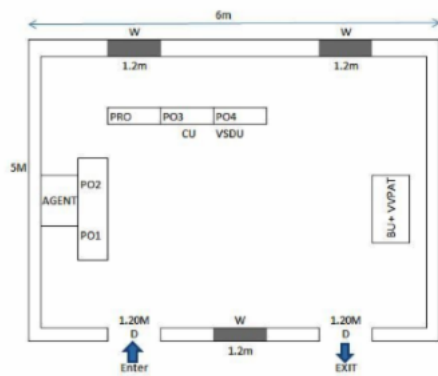 6m
W W
1.2m 1.2m
PRO PO3 PO4
CU VSDU
5M
PO2
AGENT
PO1
BU+ VVPAT
1.20M W 1.20M
D D
1.2m
Enter EXIT